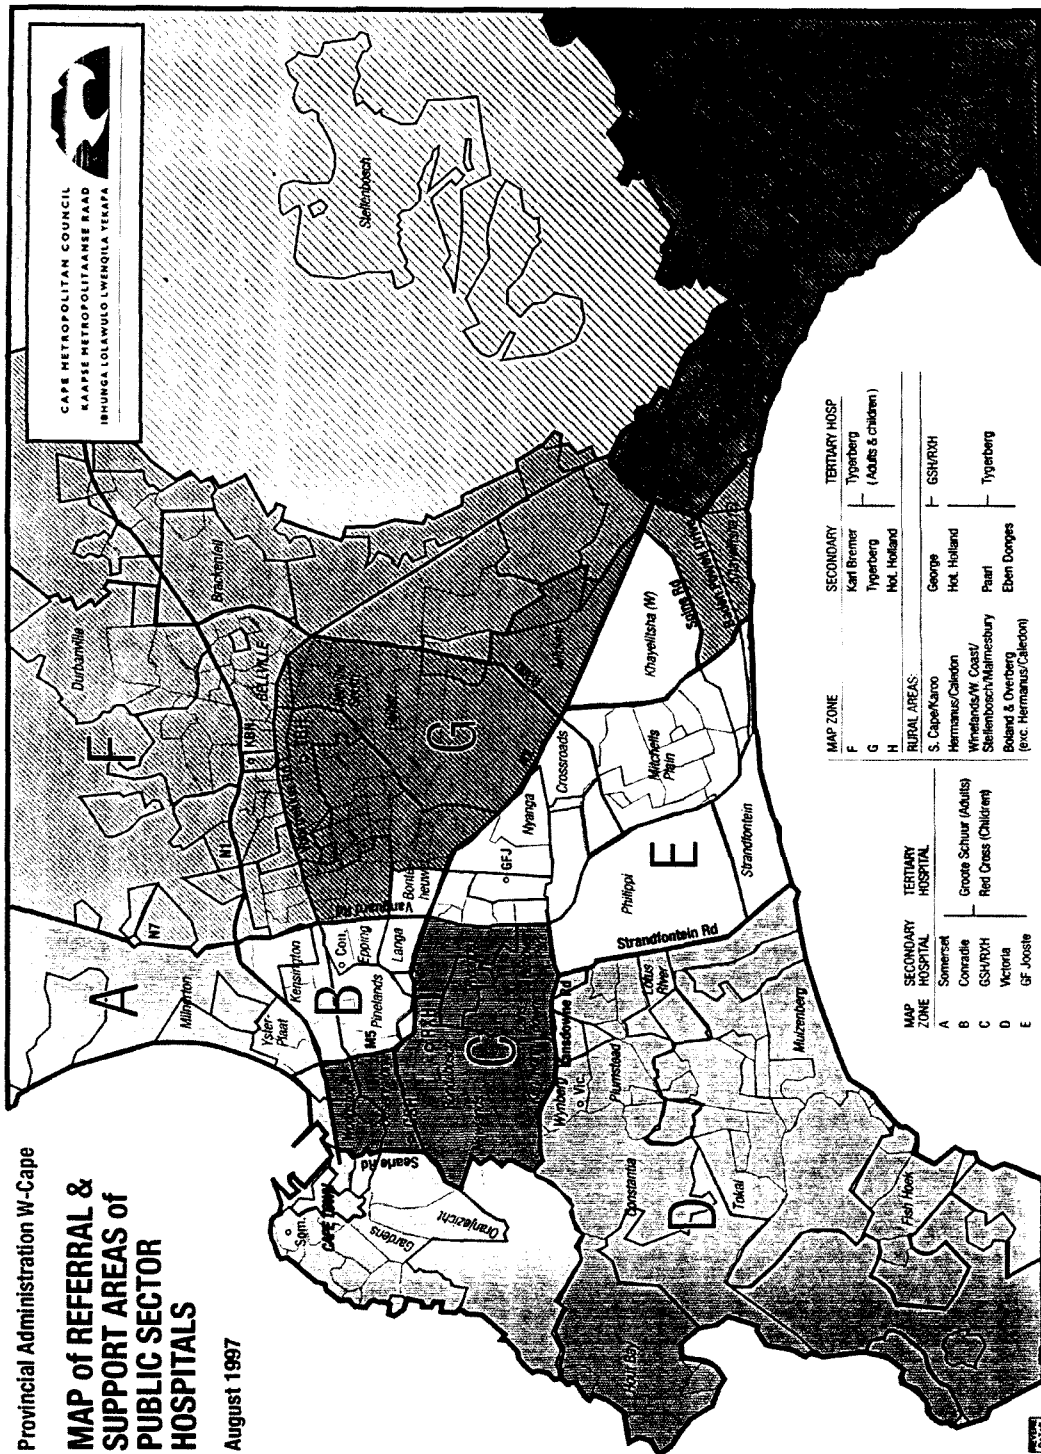 Provincial Administration W-Cape
MAP of REFERRAL &
SUPPORT AREAS of
PUBLIC SECTOR
HOSPITALS
August 1997
CAPE METROPOLITAN COUNCIL
KAAPSE METROPOLITAANSE RAAD
IBHUNGA LOLAWULO LWENQILA YEKAPA
A
Milnerton
N7
Ysterplaat
Kensington
B
Pinelands
M5
Con.
Epping
Langa
Bonteheuwel
Vanguard Rd
F
Durbanville
Brackenfell
N1
KBH
BELLVILLE
G
Stellenbosch
Som.
CAPE TOWN
Gardens
Oranjezicht
Searle Rd
C
Lansdowne Rd
GFJ
Nyanga
Crossroads
Khayelitsha (W)
Mitchells
Plain
E
Philippi
Strandfontein
Strandfontein Rd
Wynberg
Vic.
Plumstead
Lotus
River
Constantia
D
Tokai
Muizenberg
Hout Bay
Fish Hoek
MAP ZONE SECONDARY HOSPITAL TERTIARY HOSPITAL
A Somerset
B Conradie Groote Schuur (Adults)
C GSH/RXH Red Cross (Children)
D Victoria
E GF Jooste
MAP ZONE SECONDARY TERTIARY HOSP
F Karl Bremer Tygerberg
G Tygerberg (Adults & children)
H Hot. Holland
RURAL AREAS:
S. Cape/Karoo George GSH/RXH
Hermanus/Caledon Hot. Holland
Winelands/W. Coast/
Stellenbosch/Malmesbury Paarl Tygerberg
Boland & Overberg Eben Donges
(exc. Hermanus/Caledon)